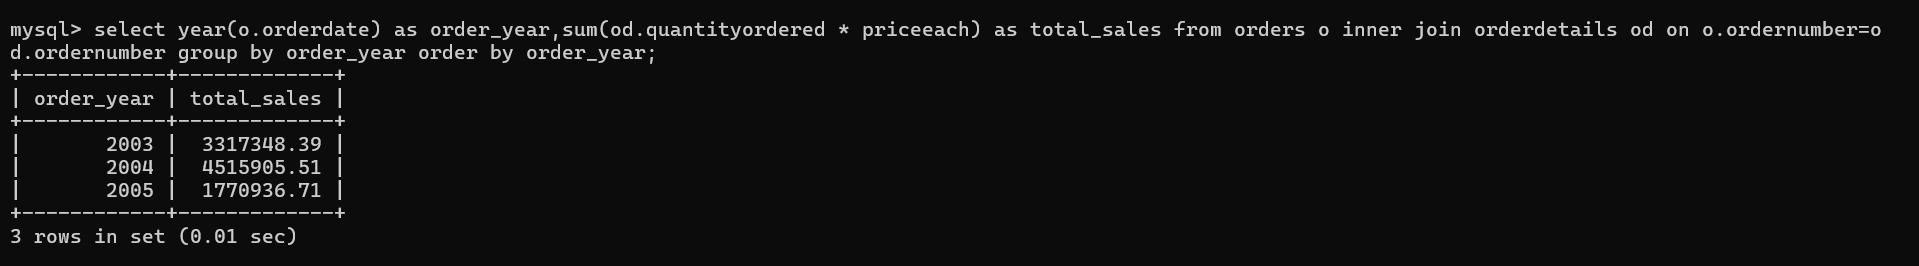 mysql> select year(o.orderdate) as order_year,sum(od.quantityordered * priceeach) as total_sales from orders o inner join orderdetails od on o.ordernumber=o
d.ordernumber group by order_year order by order_year;
+------------+-------------+
| order_year | total_sales |
+------------+-------------+
|       2003 |  3317348.39 |
|       2004 |  4515905.51 |
|       2005 |  1770936.71 |
+------------+-------------+
3 rows in set (0.01 sec)